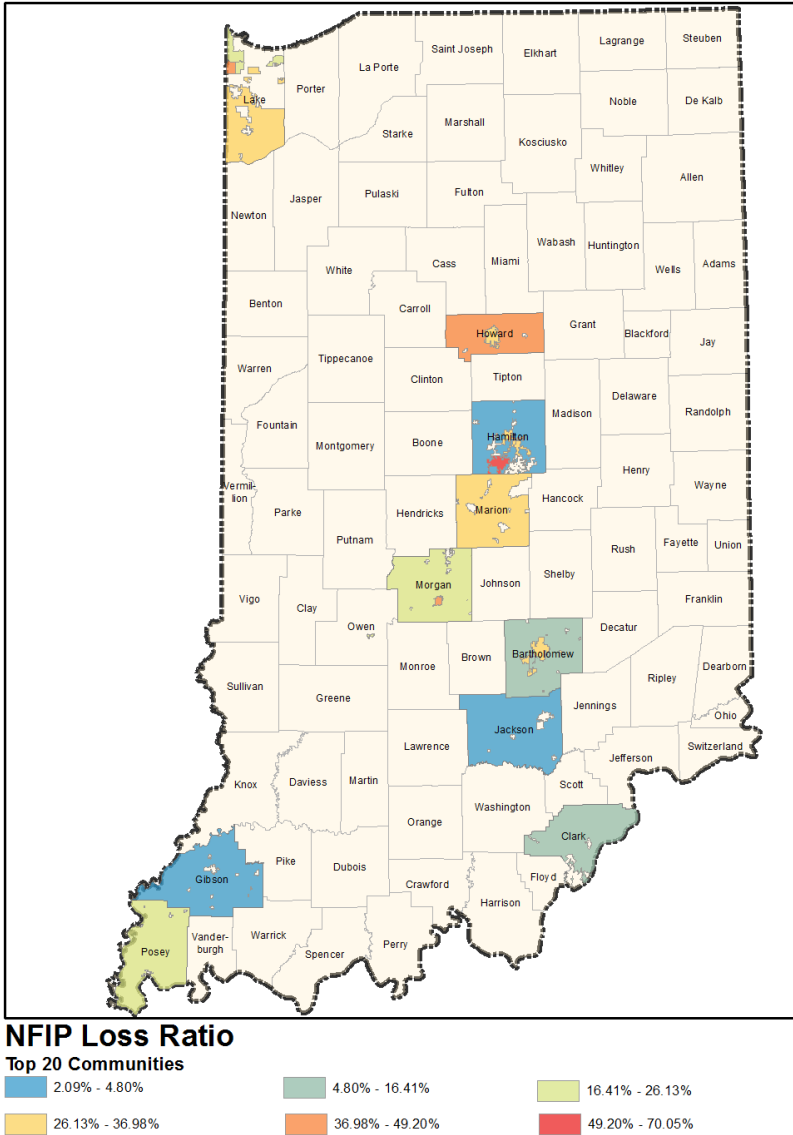 Saint Joseph
Elkhart
Lagrange
Steuben
La Porte
Porter
Lake
Noble
De Kalb
Marshall
Starke
Kosciusko
Whitley
Allen
Jasper
Pulaski
Fulton
Newton
Wabash
Huntington
Miami
Cass
White
Wells
Adams
Benton
Carroll
Grant
Howard
Blackford
Jay
Warren
Tippecanoe
Clinton
Tipton
Delaware
Madison
Randolph
Fountain
Hamilton
Boone
Montgomery
Henry
Wayne
Vermil-
lion
Hancock
Parke
Hendricks
Marion
Putnam
Fayette
Union
Rush
Shelby
Morgan
Johnson
Vigo
Clay
Franklin
Owen
Decatur
Bartholomew
Brown
Monroe
Ripley
Dearborn
Sullivan
Greene
Jennings
Ohio
Jackson
Lawrence
Switzerland
Jefferson
Knox
Daviess
Martin
Scott
Washington
Orange
Clark
Pike
Dubois
Gibson
Floyd
Crawford
Harrison
Posey
Vander-
burgh
Warrick
Perry
Spencer
NFIP Loss Ratio
Top 20 Communities
2.09% - 4.80%
4.80% - 16.41%
16.41% - 26.13%
26.13% - 36.98%
36.98% - 49.20%
49.20% - 70.05%